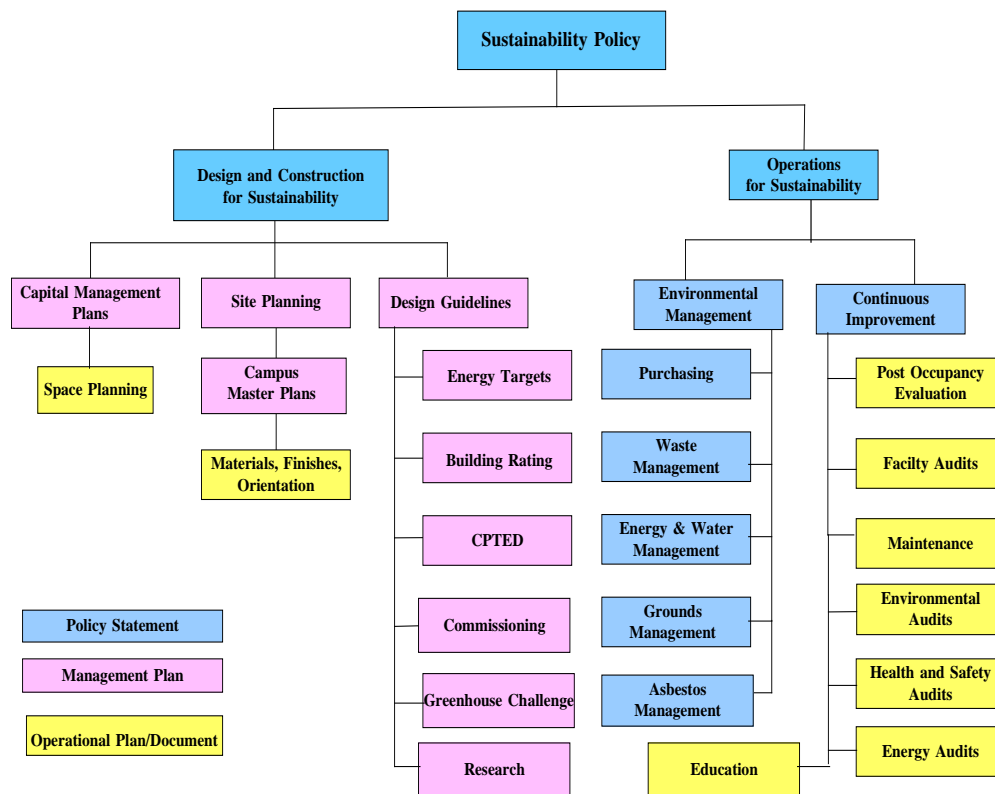 Sustainability Policy
Design and Construction
for Sustainability
Operations
for Sustainability
Capital Management
Plans
Site Planning
Design Guidelines
Environmental
Management
Continuous
Improvement
Space Planning
Campus
Master Plans
Materials, Finishes,
Orientation
Energy Targets
Building Rating
CPTED
Commissioning
Greenhouse Challenge
Research
Purchasing
Waste
Management
Energy & Water
Management
Grounds
Management
Asbestos
Management
Post Occupancy
Evaluation
Facilty Audits
Maintenance
Environmental
Audits
Health and Safety
Audits
Energy Audits
Education
Policy Statement
Management Plan
Operational Plan/Document